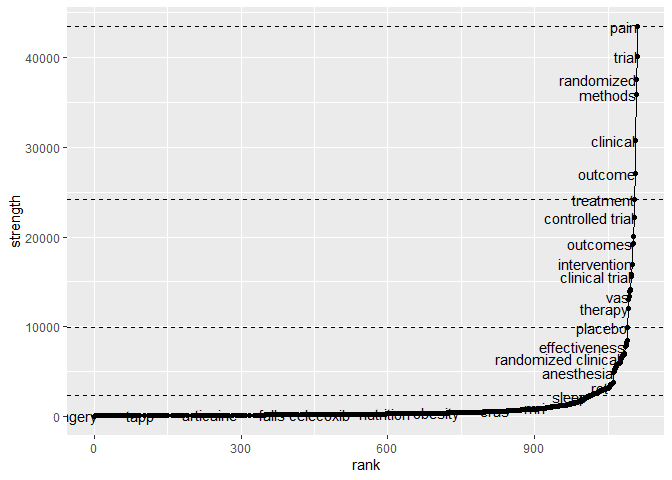 pain
40000
trial
randomized
methods
30000
clinical
outcome
treatment
20000
controlled trial
outcomes
intervention
clinical trial
vas
therapy
10000
placebo
effectiveness
randomized clinical
anesthesia
sleep
0
gery
tapp
articaine
falls
celecoxib
nutrition
obesity
eras
0
300
600
900
rank
strength